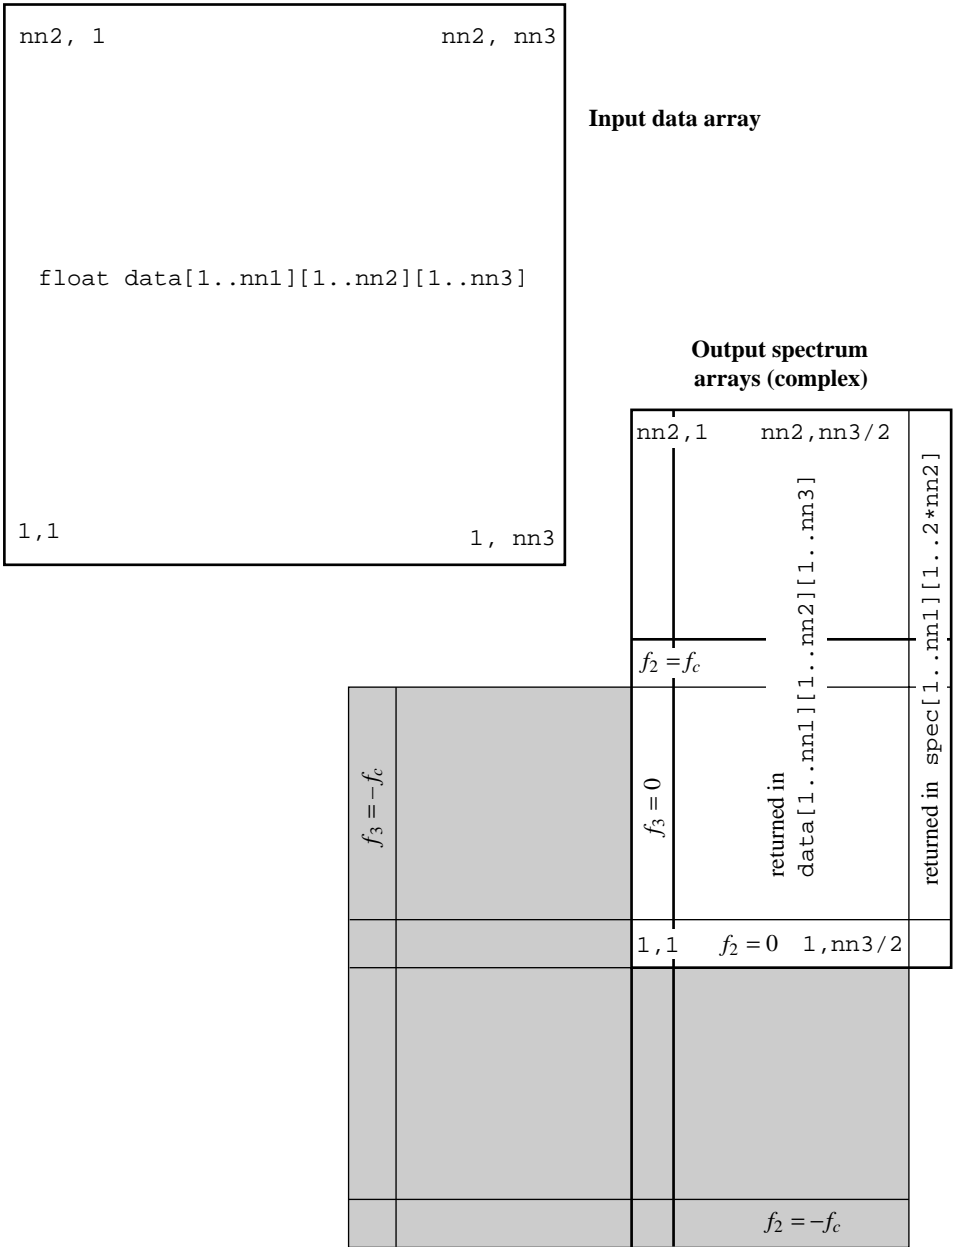 nn2, 1
nn2, nn3
Input data array
float data[1..nn1][1..nn2][1..nn3]
1,1
1, nn3
Output spectrum
arrays (complex)
nn2,1
nn2,nn3/2
f₂ = f_c
f₃ = −f_c
f₃ = 0
returned in
data[1..nn1][1..nn2][1..nn3]
returned in spec[1..nn1][1..2*nn2]
1,1
f₂ = 0
1,nn3/2
f₂ = −f_c